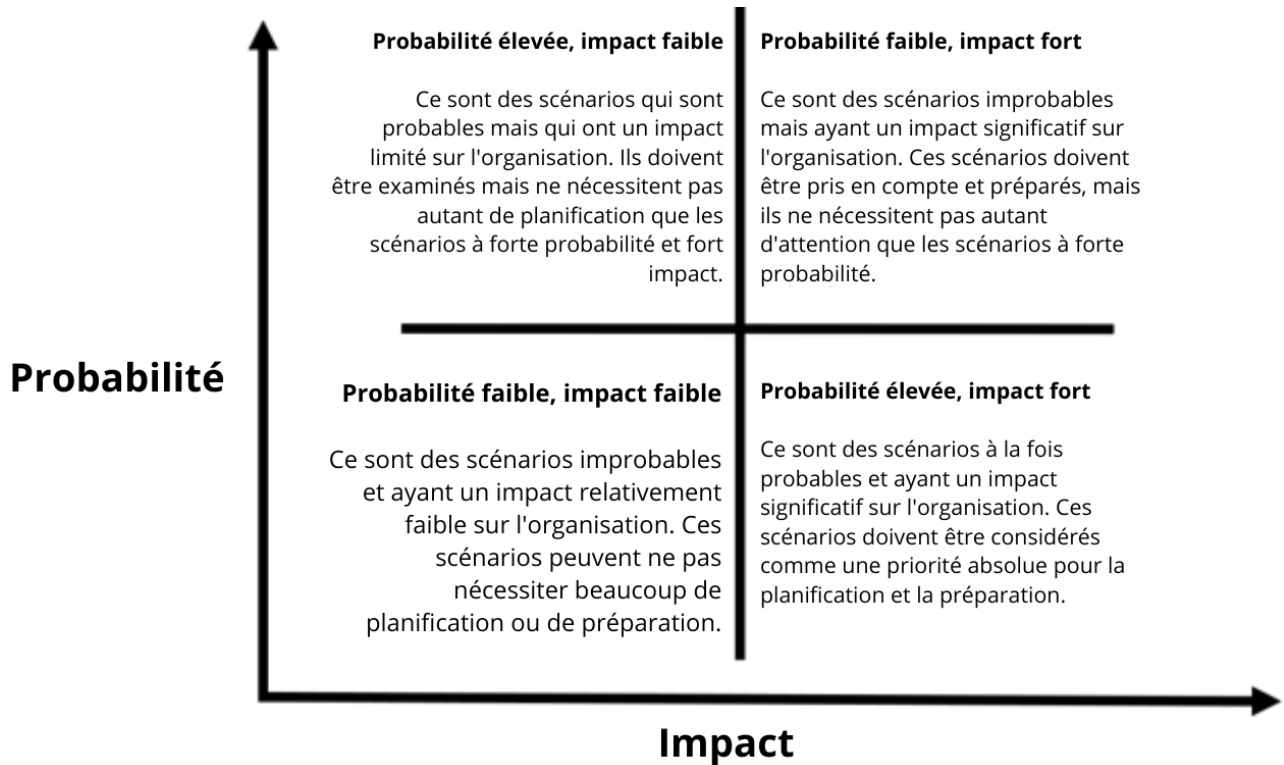 Probabilité élevée, impact faible
Ce sont des scénarios qui sont
probables mais qui ont un impact
limité sur l'organisation. Ils doivent
être examinés mais ne nécessitent pas
autant de planification que les
scénarios à forte probabilité et fort
impact.
Probabilité faible, impact fort
Ce sont des scénarios improbables
mais ayant un impact significatif sur
l'organisation. Ces scénarios doivent
être pris en compte et préparés, mais
ils ne nécessitent pas autant
d'attention que les scénarios à forte
probabilité.
Probabilité
Probabilité faible, impact faible
Ce sont des scénarios improbables
et ayant un impact relativement
faible sur l'organisation. Ces
scénarios peuvent ne pas
nécessiter beaucoup de
planification ou de préparation.
Probabilité élevée, impact fort
Ce sont des scénarios à la fois
probables et ayant un impact
significatif sur l'organisation. Ces
scénarios doivent être considérés
comme une priorité absolue pour la
planification et la préparation.
Impact